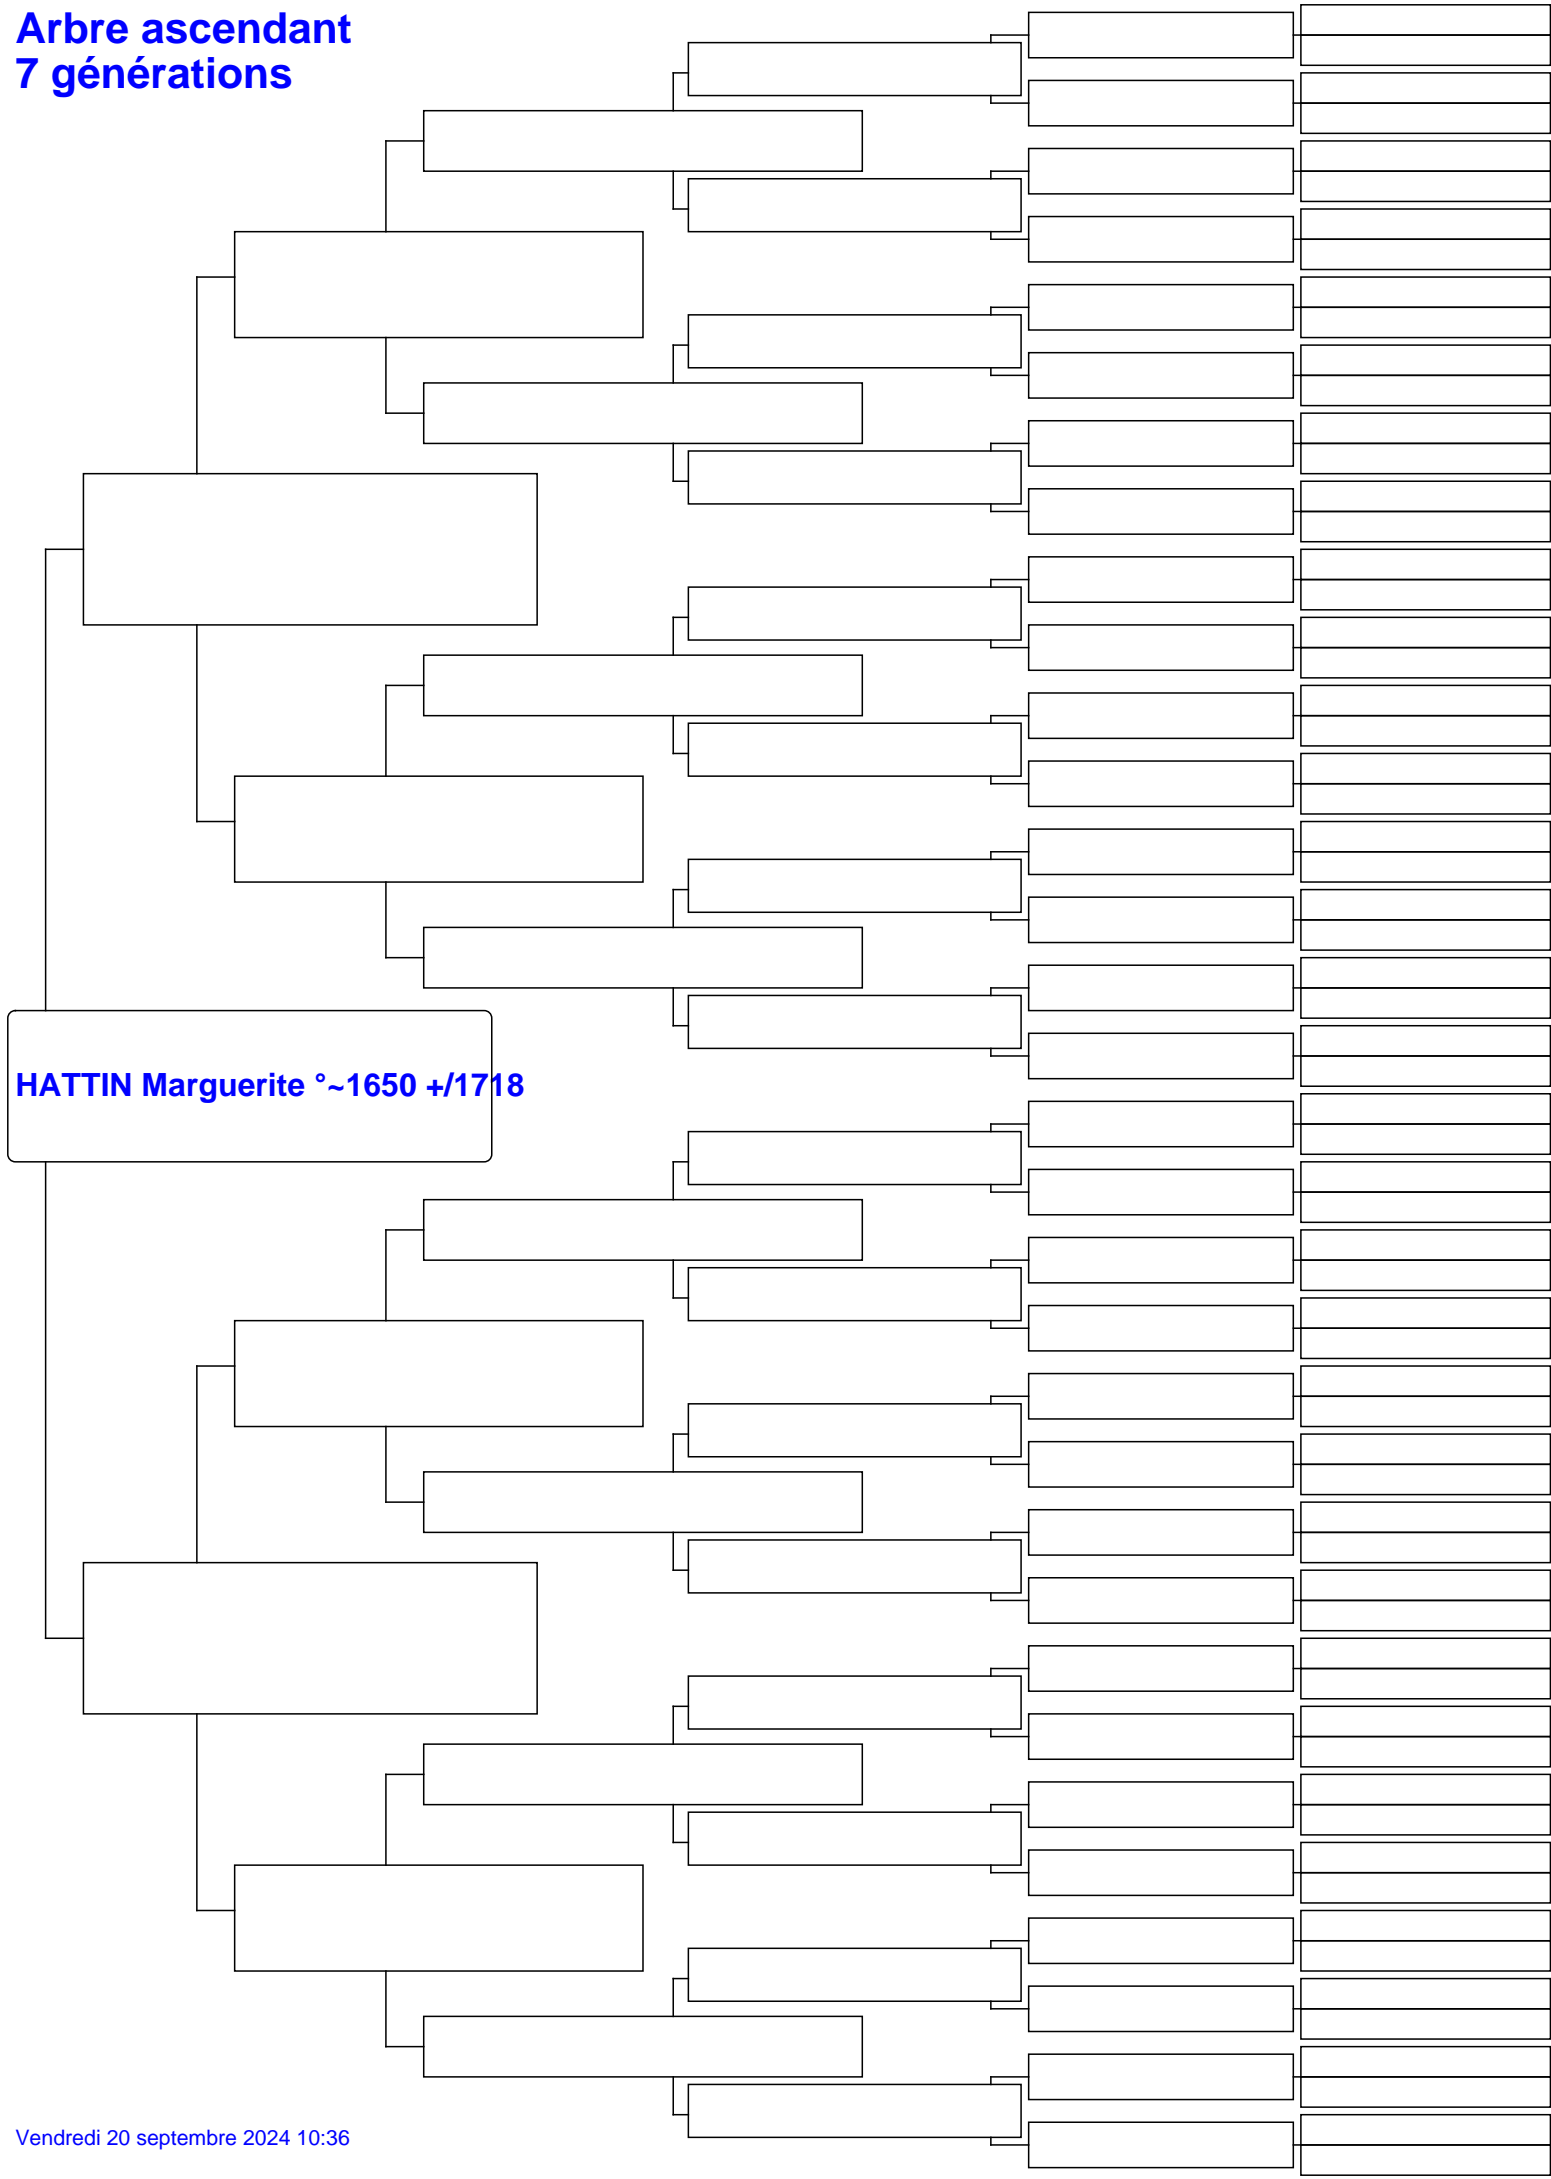 Arbre ascendant
7 générations
HATTIN Marguerite °~1650 +/1718
Vendredi 20 septembre 2024 10:36